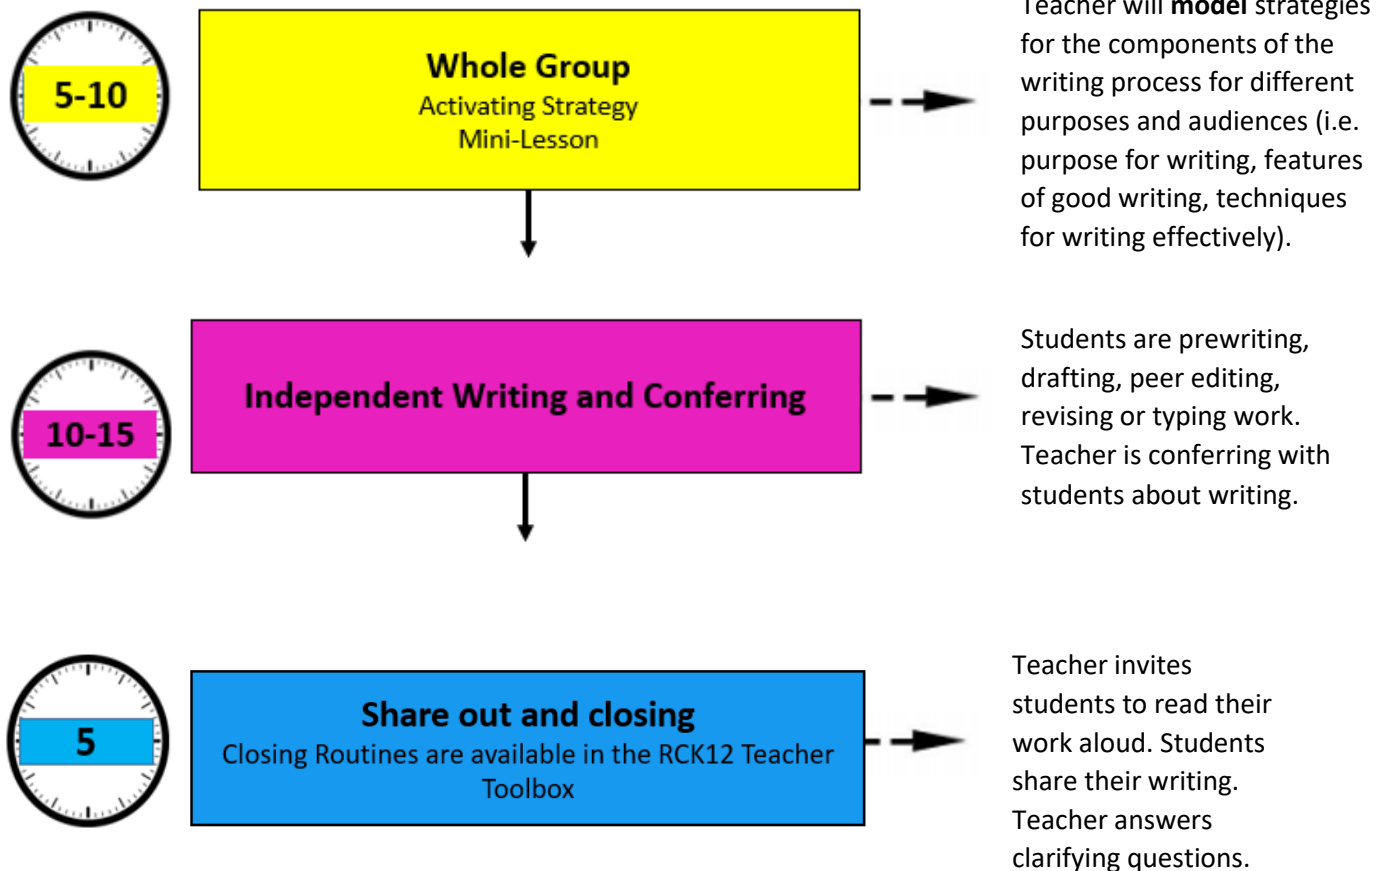 5-10
Whole Group
Activating Strategy
Mini-Lesson
Teacher will model strategies
for the components of the
writing process for different
purposes and audiences (i.e.
purpose for writing, features
of good writing, techniques
for writing effectively).
10-15
Independent Writing and Conferring
Students are prewriting,
drafting, peer editing,
revising or typing work.
Teacher is conferring with
students about writing.
5
Share out and closing
Closing Routines are available in the RCK12 Teacher
Toolbox
Teacher invites
students to read their
work aloud. Students
share their writing.
Teacher answers
clarifying questions.